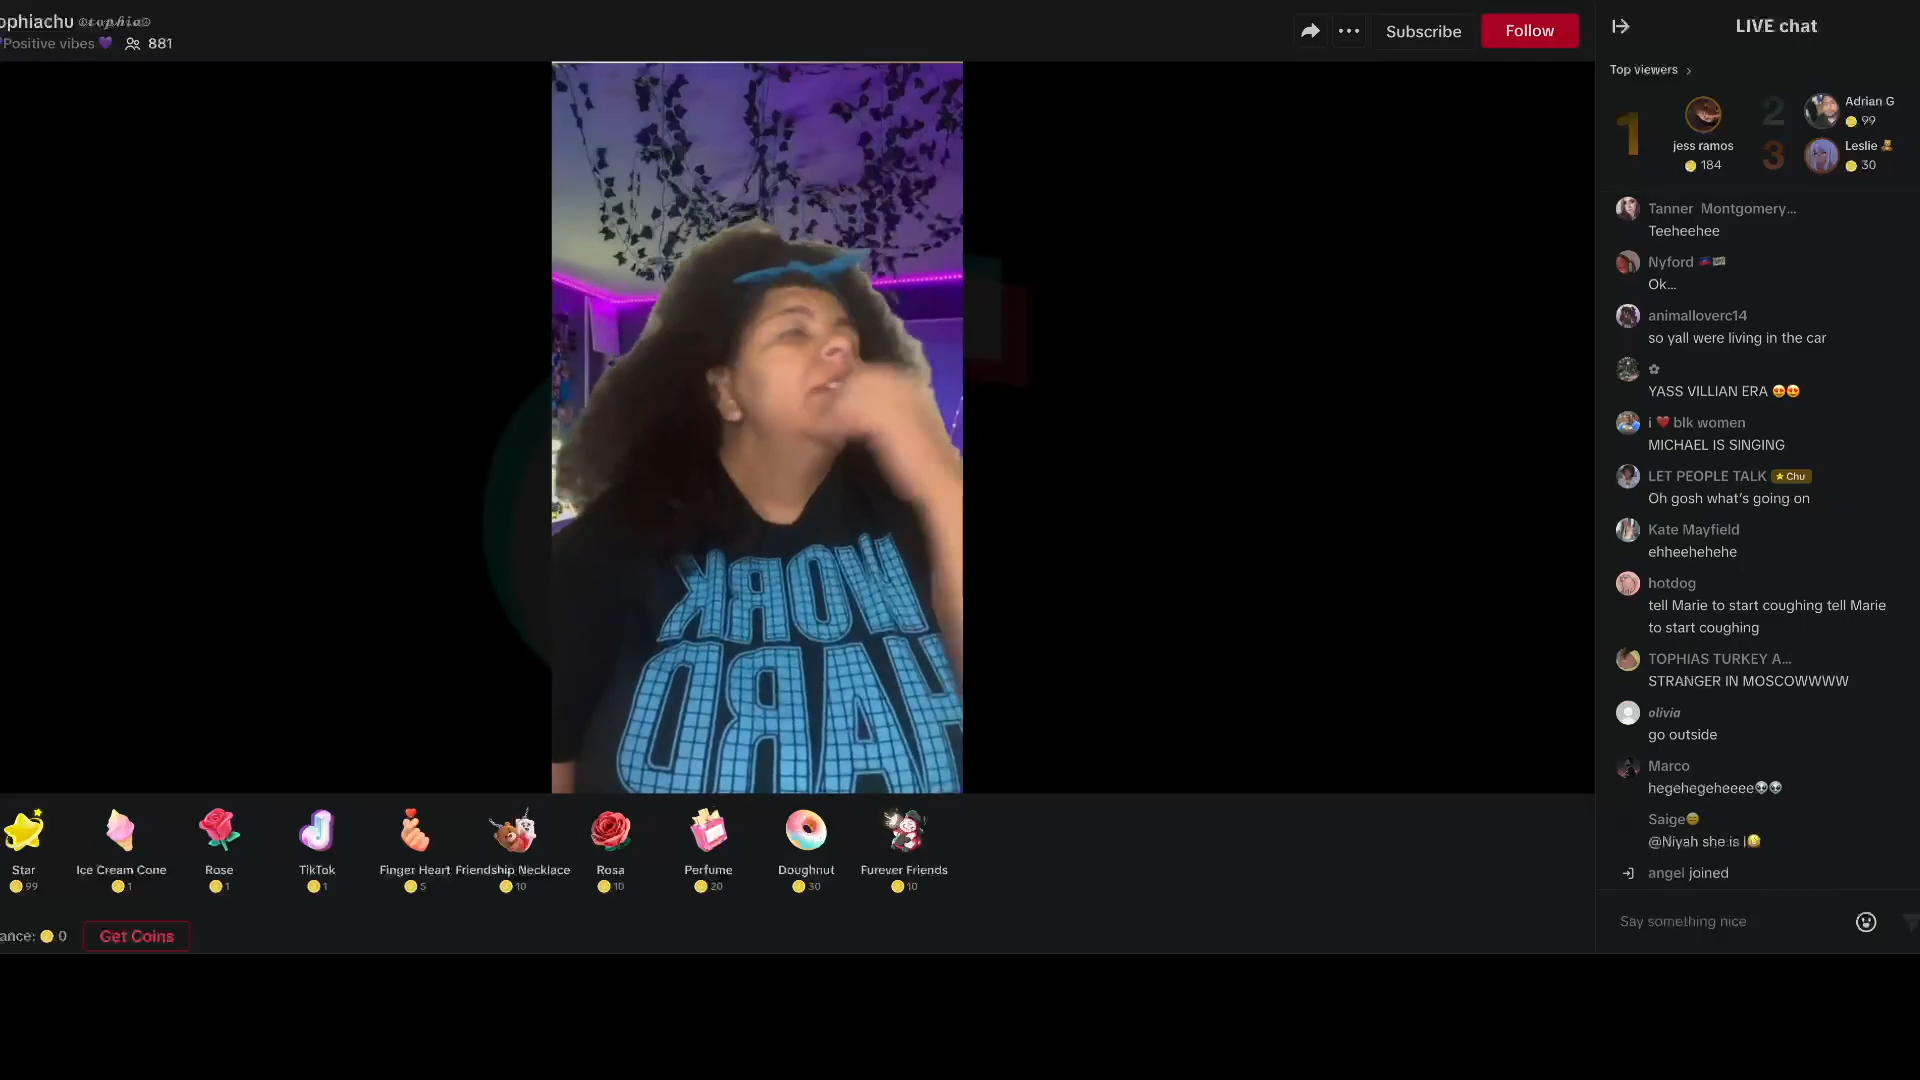 ophiachu @tophia
Positive vibes 💜 881
Subscribe
Follow
LIVE chat
Top viewers >
1
jess ramos
184
2
Adrian G
99
3
Leslie 🧸
30
Tanner Montgomery...
Teeheehee
Nyford
Ok...
animalloverc14
so yall were living in the car
✿
YASS VILLIAN ERA 😍😍
i ❤️ blk women
MICHAEL IS SINGING
LET PEOPLE TALK Chu
Oh gosh what's going on
Kate Mayfield
ehheehehehe
hotdog
tell Marie to start coughing tell Marie
to start coughing
TOPHIAS TURKEY A...
STRANGER IN MOSCOWWWW
olivia
go outside
Marco
hegehegeheeee👽👽
Saige
@Niyah she is l
angel joined
Say something nice
WORK
HARD
Star
99
Ice Cream Cone
1
Rose
1
TikTok
1
Finger Heart
5
Friendship Necklace
10
Rosa
10
Perfume
20
Doughnut
30
Furever Friends
10
ance: 0
Get Coins